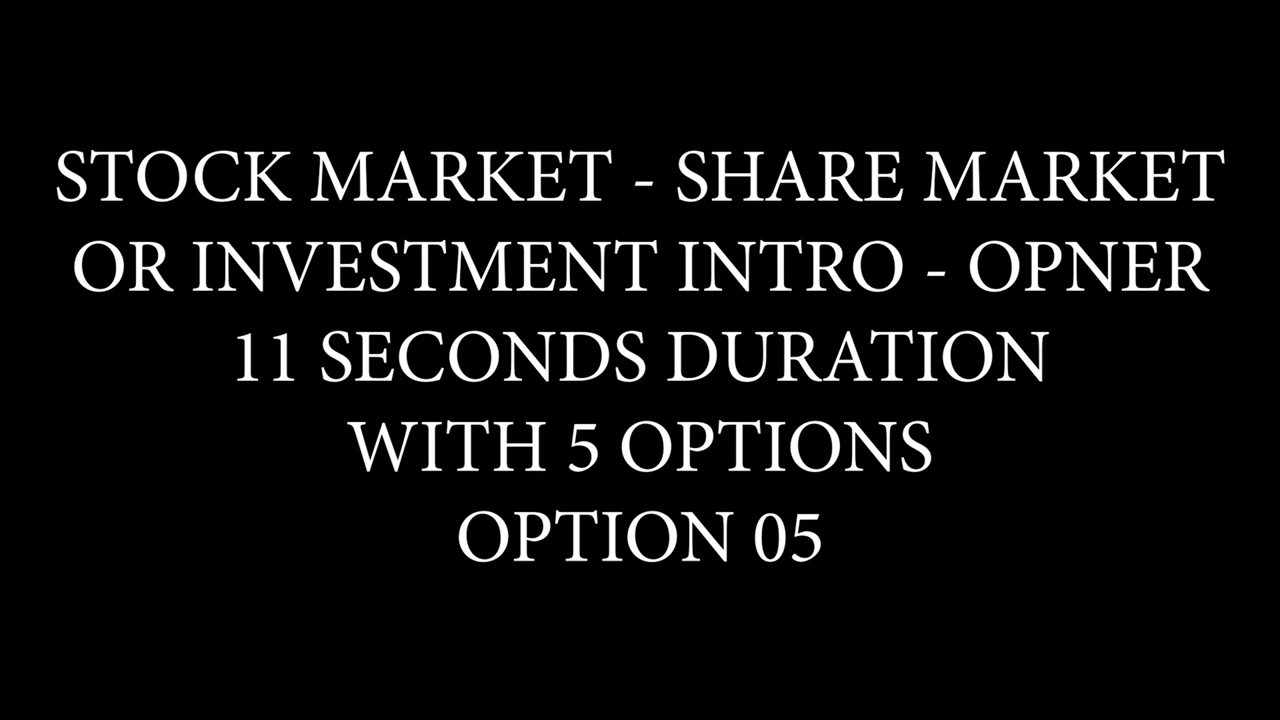 STOCK MARKET - SHARE MARKET
OR INVESTMENT INTRO - OPNER
11 SECONDS DURATION
WITH 5 OPTIONS
OPTION 05